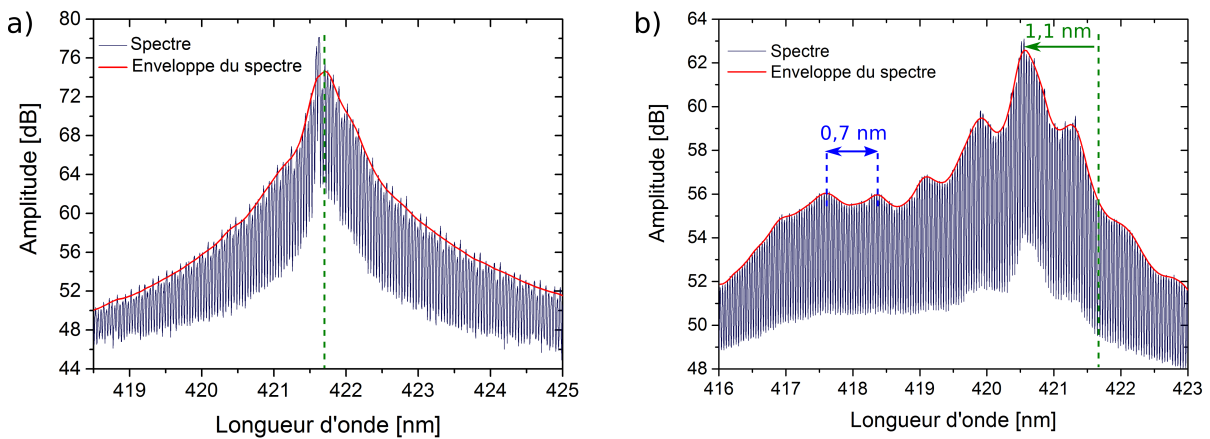 a)
80
76
72
68
64
60
56
52
48
44
Amplitude [dB]
Spectre
Enveloppe du spectre
419 420 421 422 423 424 425
Longueur d'onde [nm]
b)
64
62
60
58
56
54
52
50
48
Amplitude [dB]
Spectre
Enveloppe du spectre
1,1 nm
0,7 nm
416 417 418 419 420 421 422 423
Longueur d'onde [nm]